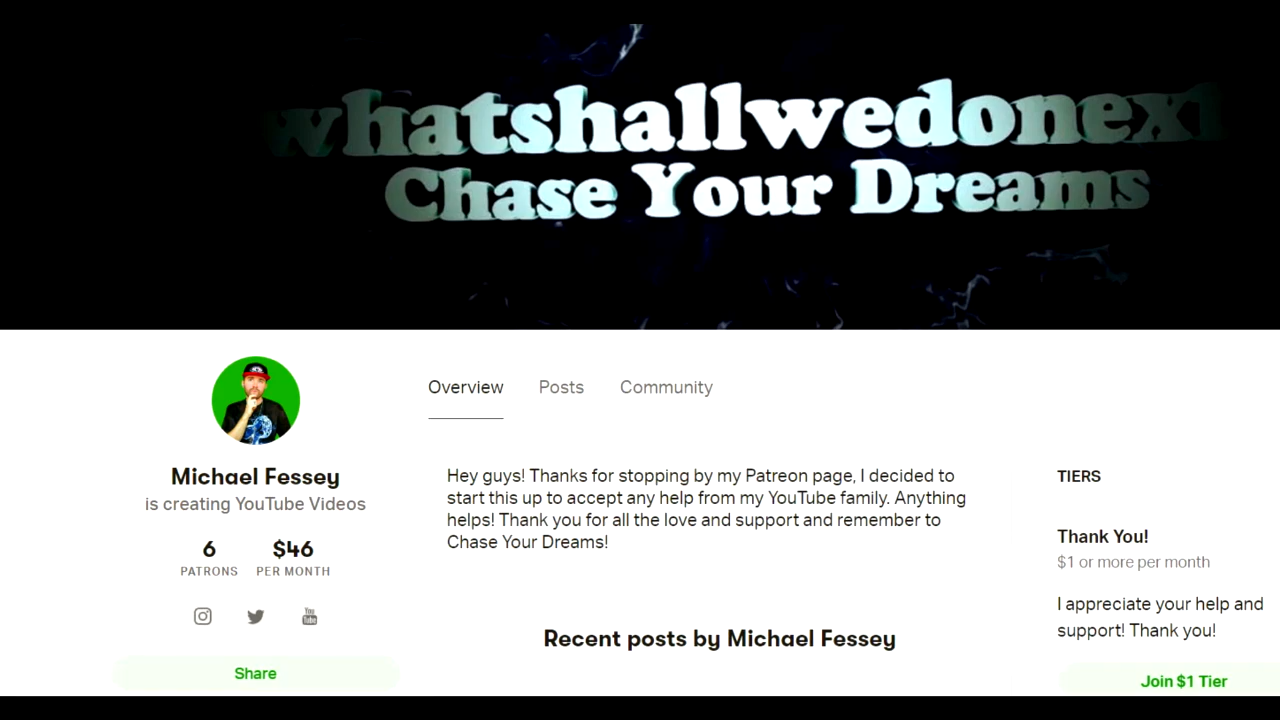 whatshallwedonext
Chase Your Dreams
Overview
Posts
Community
Michael Fessey
is creating YouTube Videos
6
$46
PATRONS
PER MONTH
You
Tube
Share
Hey guys! Thanks for stopping by my Patreon page, I decided to
start this up to accept any help from my YouTube family. Anything
helps! Thank you for all the love and support and remember to
Chase Your Dreams!
Recent posts by Michael Fessey
TIERS
Thank You!
$1 or more per month
I appreciate your help and
support! Thank you!
Join $1 Tier